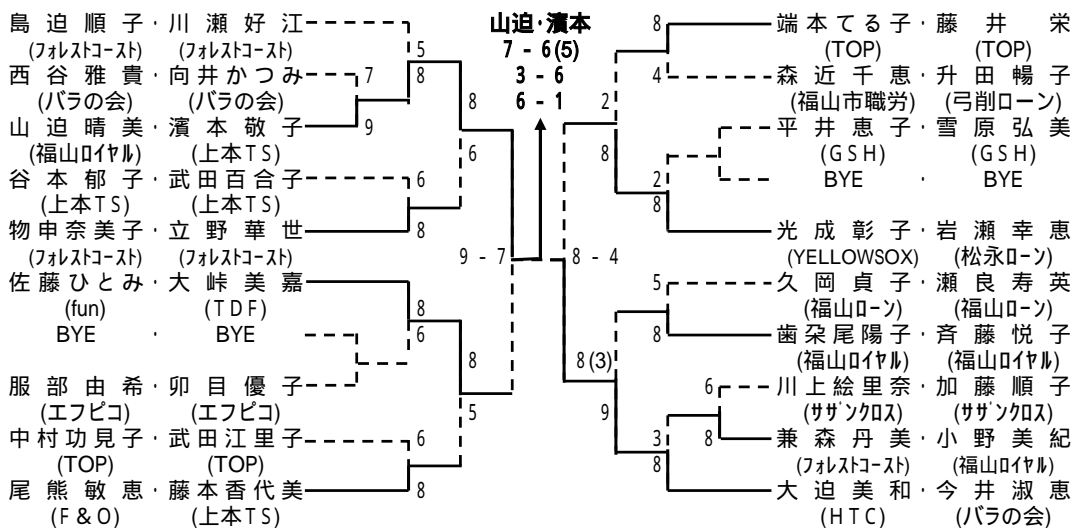 島迫順子・川瀬好江
(フォレストコースト) (フォレストコースト)
西谷雅貴・向井かつみ
(バラの会) (バラの会)
山迫晴美・濱本敬子
(福山ロイヤル) (上本TS)
谷本郁子・武田百合子
(上本TS) (上本TS)
物申奈美子・立野華世
(フォレストコースト) (フォレストコースト)
佐藤ひとみ・大峠美嘉
(fun) (TDF)
BYE ・ BYE
服部由希・卯目優子
(エフピコ) (エフピコ)
中村功見子・武田江里子
(TOP) (TOP)
尾熊敏恵・藤本香代美
(F&O) (上本TS)
5
7
8
9
8
6
6
8
9-7
8
6
8
5
6
8
山迫・濱本
7-6(5)
3-6
6-1
8
4
2
8
2
8
8-4
5
8
8(3)
9
6
8
3
8
端本てる子・藤井栄
(TOP) (TOP)
森近千恵・升田暢子
(福山市職労) (弓削ローン)
平井恵子・雪原弘美
(GSH) (GSH)
BYE ・ BYE
光成彰子・岩瀬幸恵
(YELLOWSOX) (松永ローン)
久岡貞子・瀬良寿英
(福山ローン) (福山ローン)
歯朶尾陽子・斉藤悦子
(福山ロイヤル) (福山ロイヤル)
川上絵里奈・加藤順子
(サザンクロス) (サザンクロス)
兼森丹美・小野美紀
(フォレストコースト) (福山ロイヤル)
大迫美和・今井淑恵
(HTC) (バラの会)